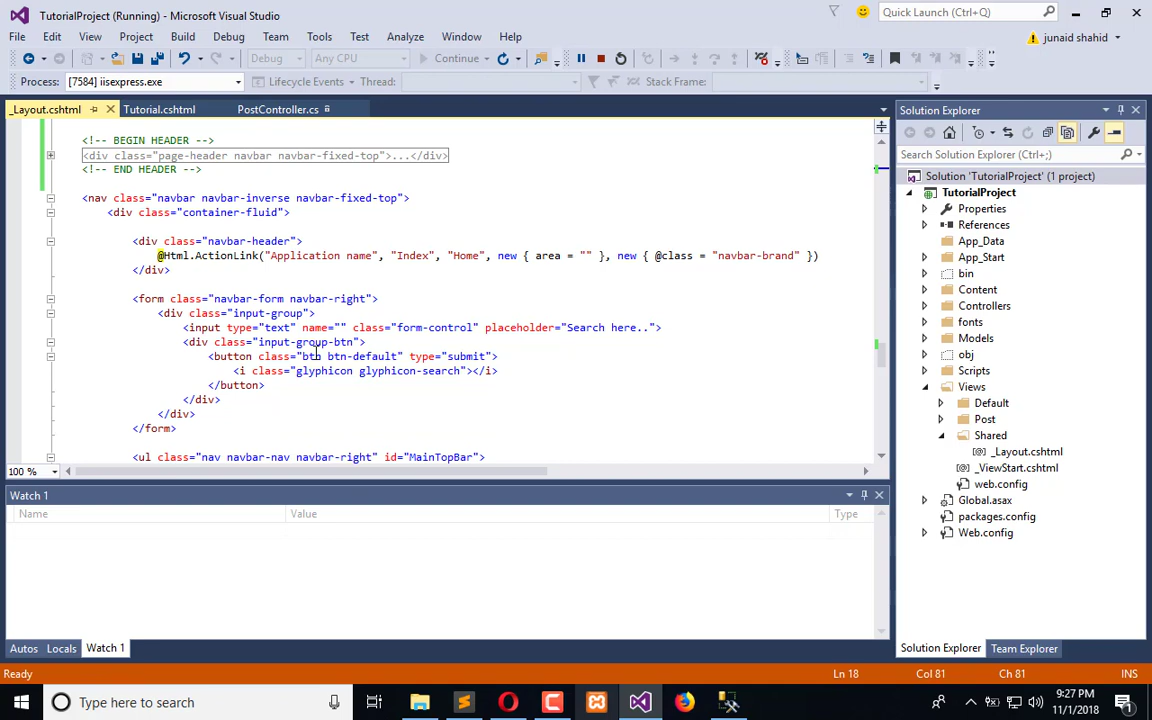 TutorialProject (Running) - Microsoft Visual Studio
Quick Launch (Ctrl+Q)
File Edit View Project Build Debug Team Tools Test Analyze Window Help
junaid shahid
Debug Any CPU Continue
Process: [7584] iisexpress.exe Lifecycle Events Thread: Stack Frame:
_Layout.cshtml Tutorial.cshtml PostController.cs
<!-- BEGIN HEADER -->
<div class="page-header navbar navbar-fixed-top">...</div>
<!-- END HEADER -->
<nav class="navbar navbar-inverse navbar-fixed-top">
<div class="container-fluid">
<div class="navbar-header">
@Html.ActionLink("Application name", "Index", "Home", new { area = "" }, new { @class = "navbar-brand" })
</div>
<form class="navbar-form navbar-right">
<div class="input-group">
<input type="text" name="" class="form-control" placeholder="Search here..">
<div class="input-group-btn">
<button class="btn btn-default" type="submit">
<i class="glyphicon glyphicon-search"></i>
</button>
</div>
</div>
</form>
<ul class="nav navbar-nav navbar-right" id="MainTopBar">
100 %
Watch 1
Name Value Type
Autos Locals Watch 1
Solution Explorer
Search Solution Explorer (Ctrl+;)
Solution 'TutorialProject' (1 project)
TutorialProject
Properties
References
App_Data
App_Start
bin
Content
Controllers
fonts
Models
obj
Scripts
Views
Default
Post
Shared
_Layout.cshtml
_ViewStart.cshtml
web.config
Global.asax
packages.config
Web.config
Solution Explorer Team Explorer
Ready Ln 18 Col 81 Ch 81 INS
Type here to search
9:27 PM
11/1/2018
1